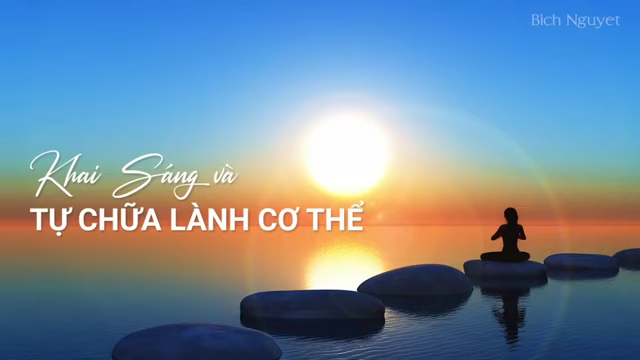 Bich Nguyet
Khai Sáng và
TỰ CHỮA LÀNH CƠ THỂ